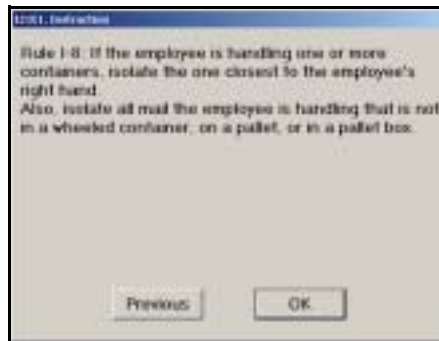 Instruction
Rule I-8. If the employee is handling one or more
containers, isolate the one closest to the employee's
right hand.
Also, isolate all mail the employee is handling that is not
in a wheeled container, on a pallet, or in a pallet box.
Previous
OK